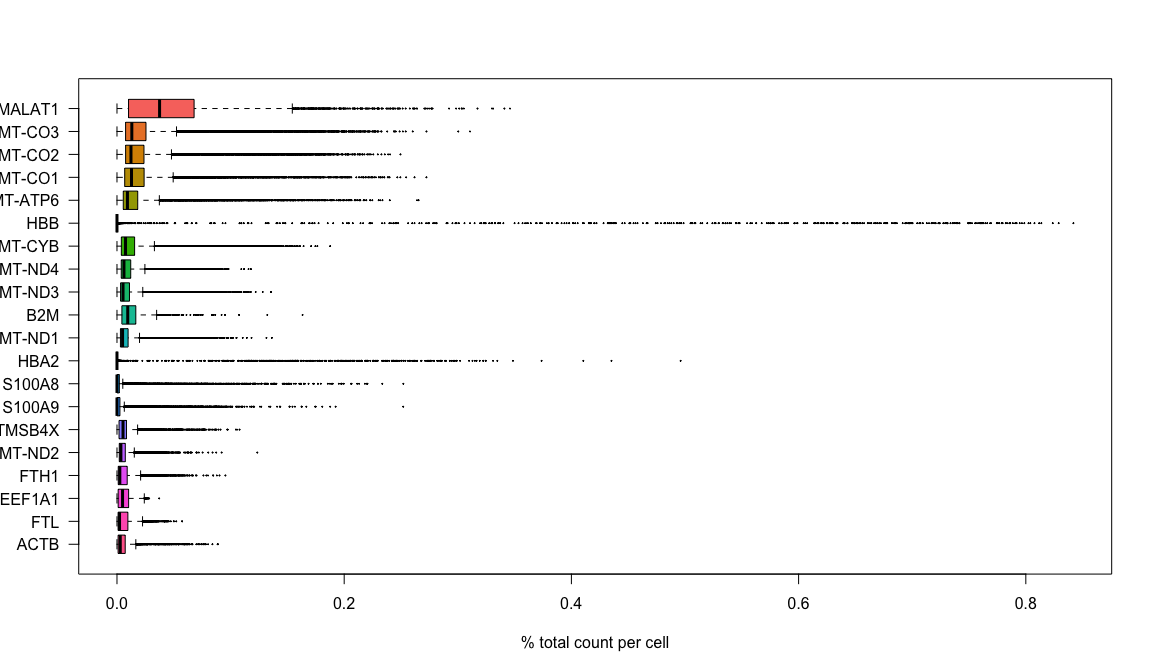 MALAT1
MT-CO3
MT-CO2
MT-CO1
MT-ATP6
HBB
MT-CYB
MT-ND4
MT-ND3
B2M
MT-ND1
HBA2
S100A8
S100A9
TMSB4X
MT-ND2
FTH1
EEF1A1
FTL
ACTB
0.0 0.2 0.4 0.6 0.8
% total count per cell